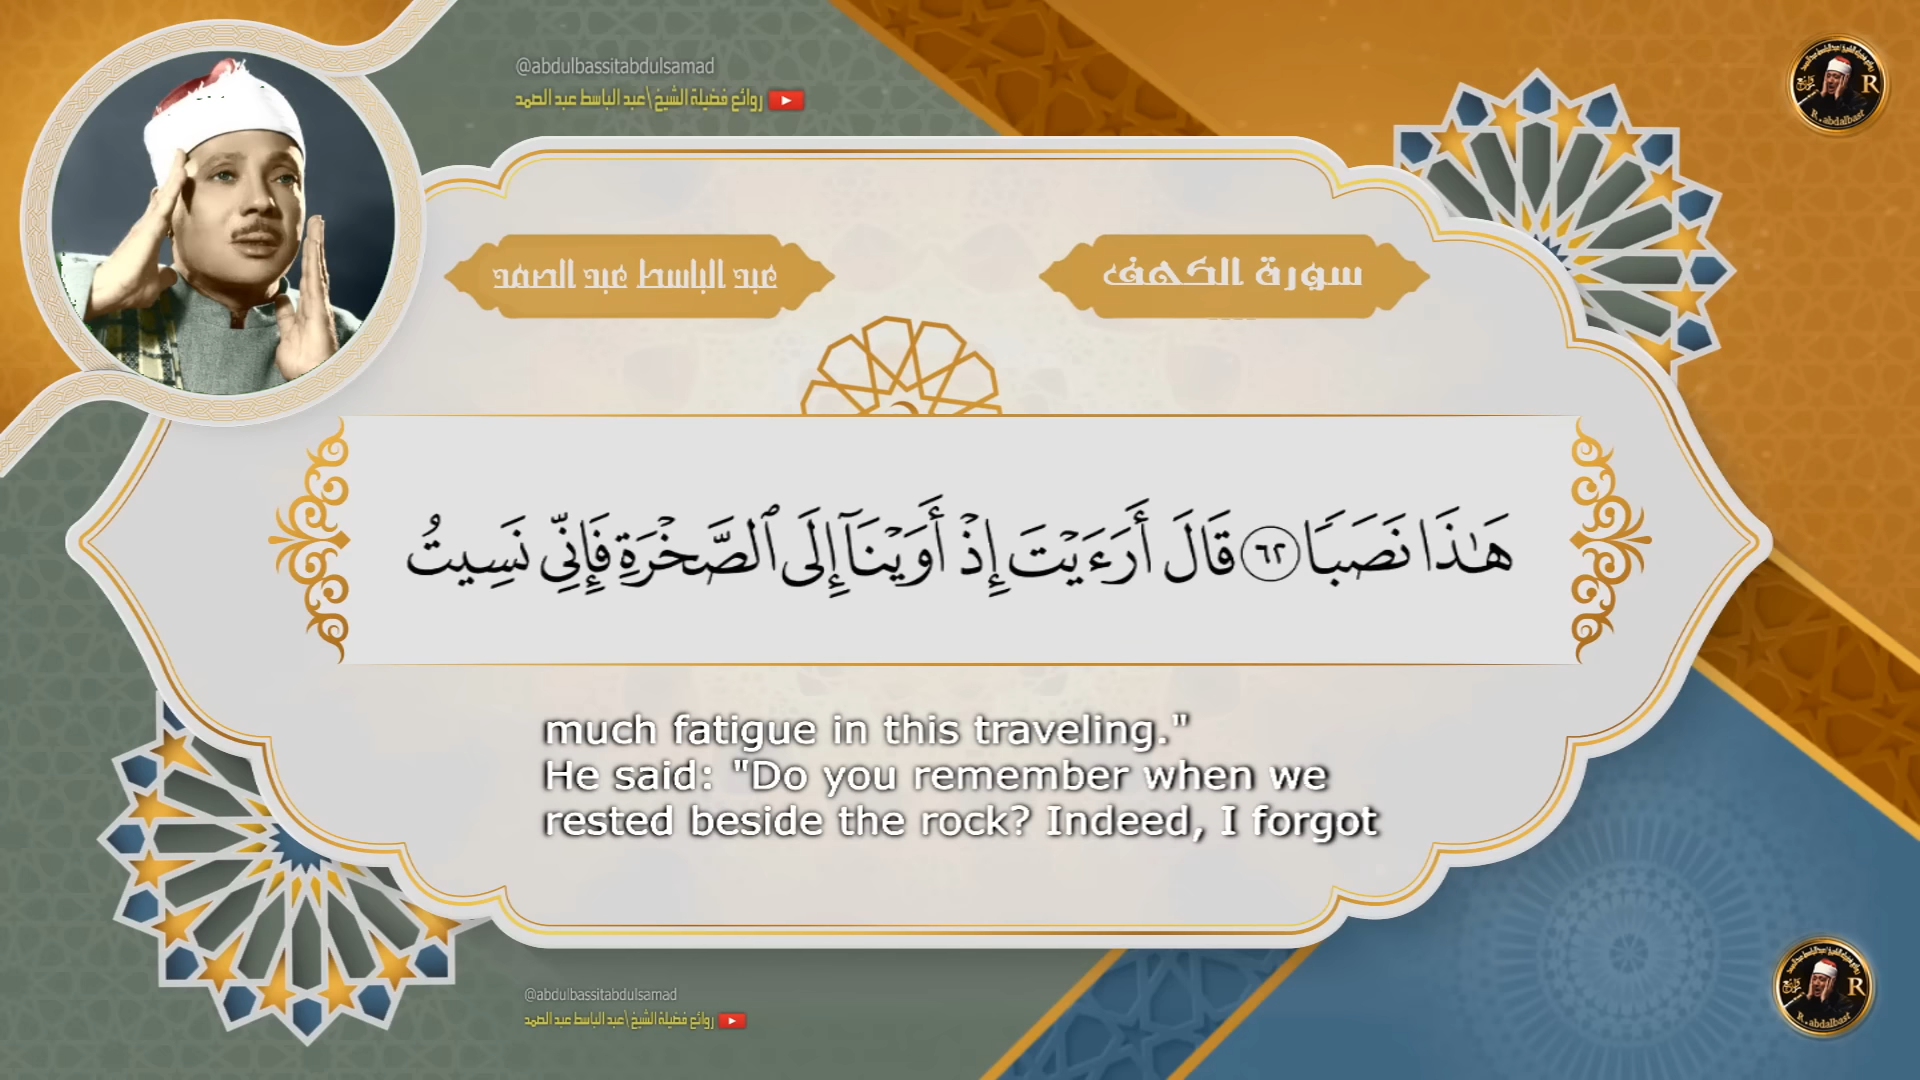 @abdulbassitabdulsamad
روائع فضيلة الشيخ \عبد الباسط عبد الصمد
سورة الكهف
عبد الباسط عبد الصمد
هَٰذَا نَصَبٗا ٦٢ قَالَ أَرَءَيۡتَ إِذۡ أَوَيۡنَآ إِلَى ٱلصَّخۡرَةِ فَإِنِّي نَسِيتُ
much fatigue in this traveling."
He said: "Do you remember when we
rested beside the rock? Indeed, I forgot
@abdulbassitabdulsamad
روائع فضيلة الشيخ \عبد الباسط عبد الصمد
R
R.abdalbast
R
R.abdalbast